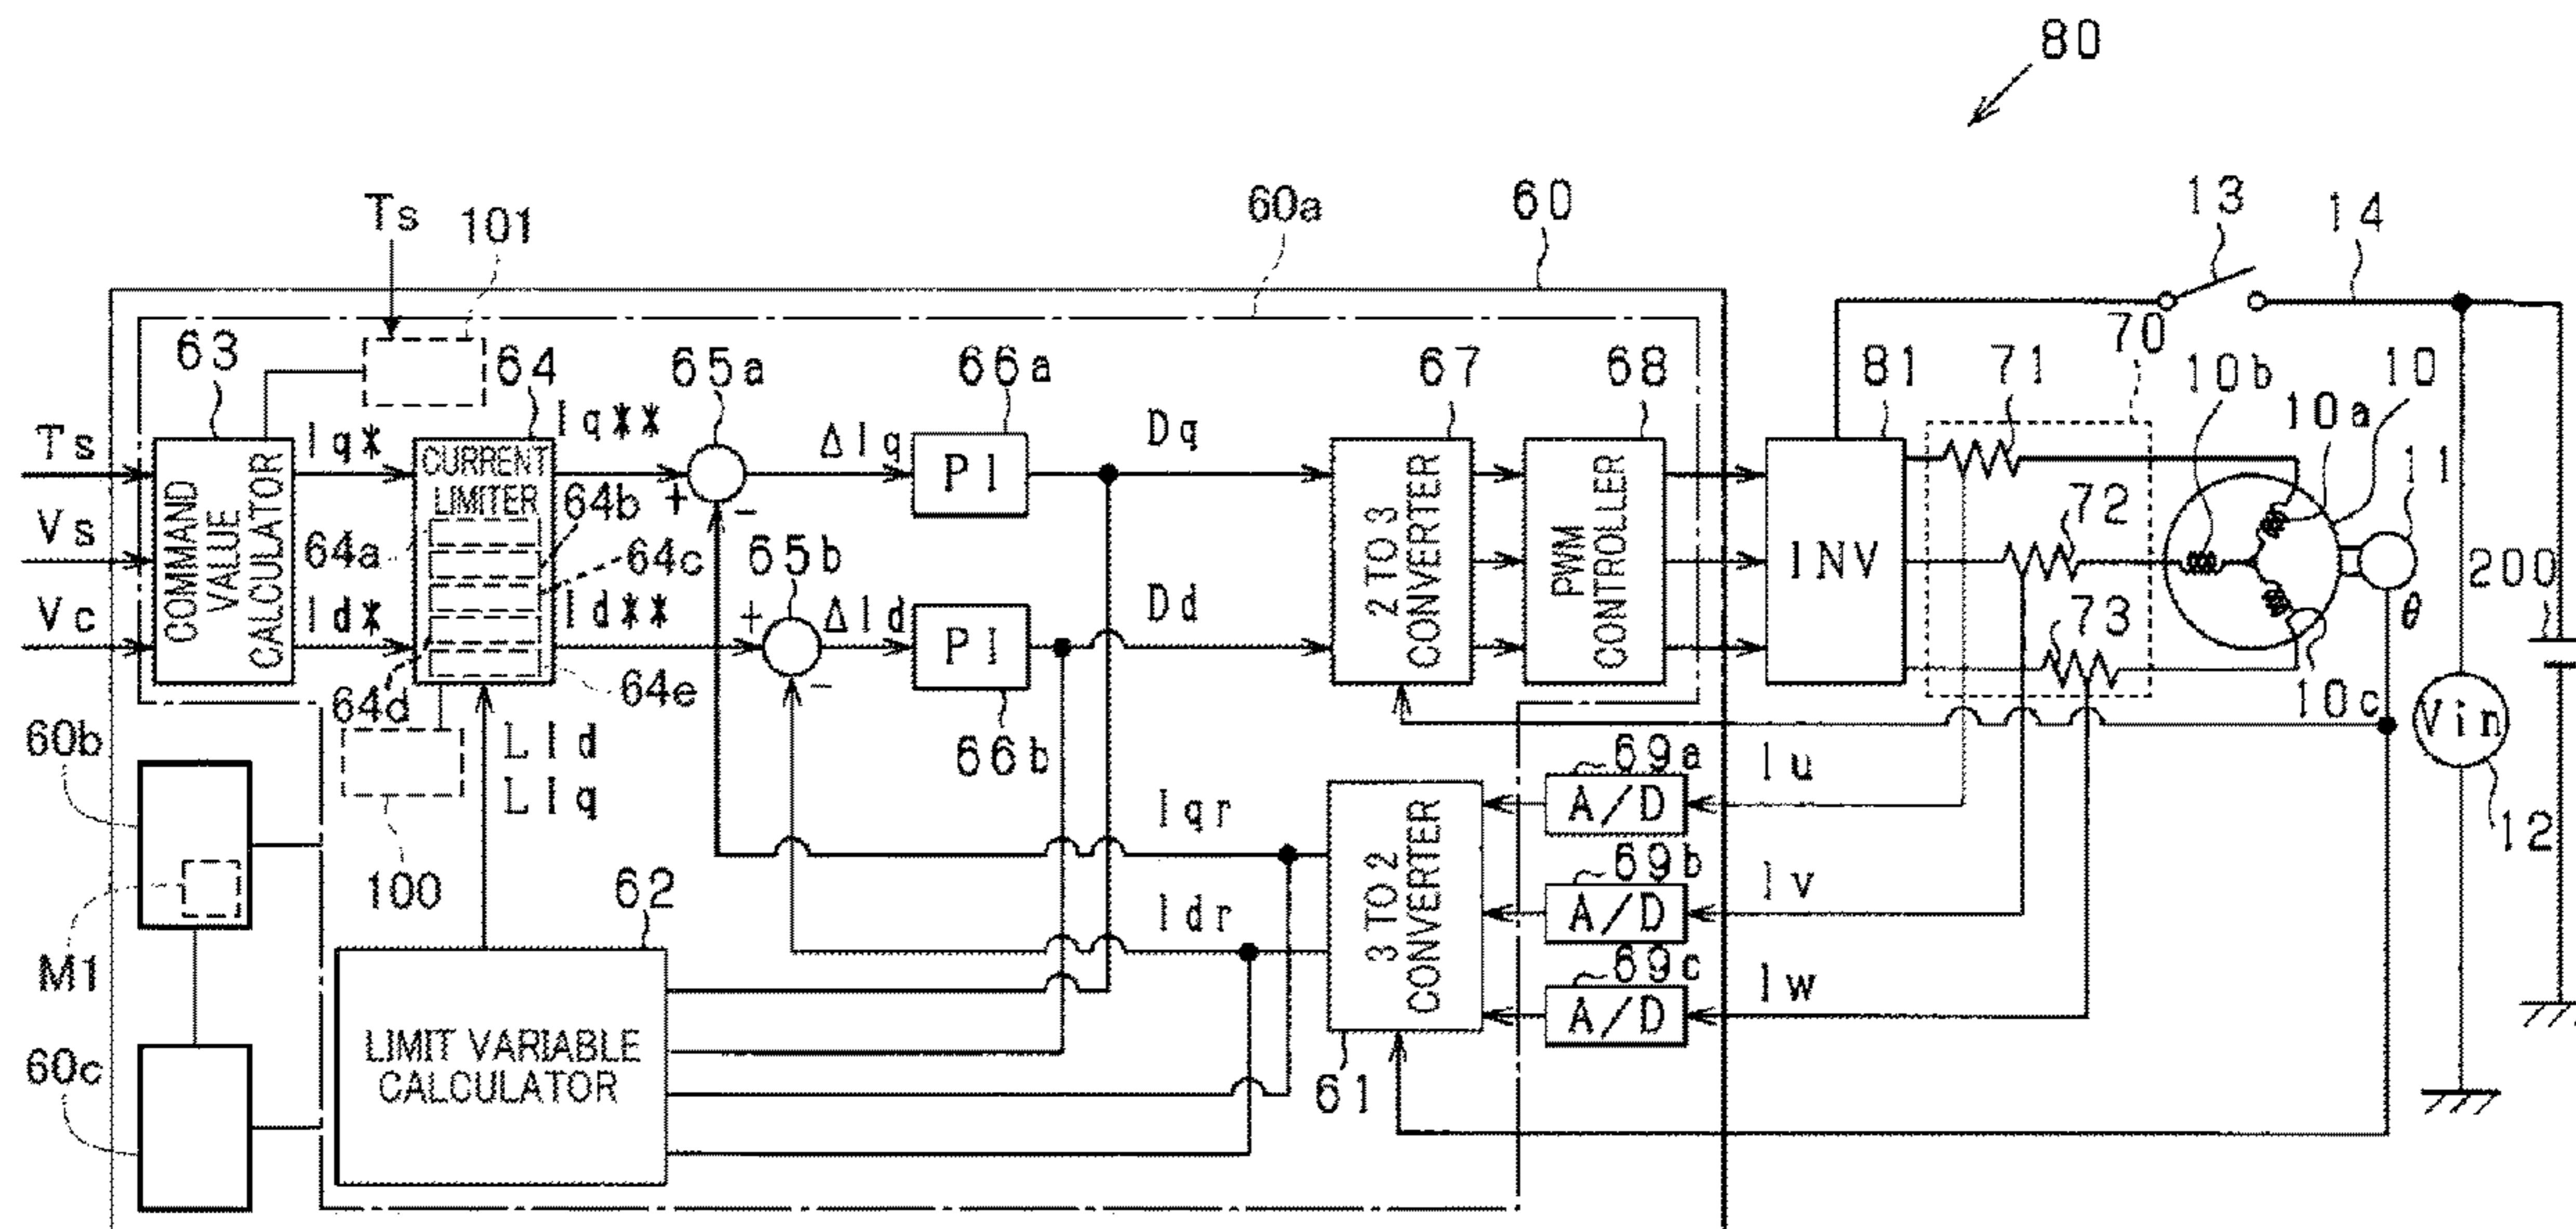 80
Ts
101
60a
60
13
14
63
64
65a
66a
67
68
81
71
70
10b
10a
10
11
Ts
Vs
Vc
COMMAND VALUE CALCULATOR
Iq*
Id*
CURRENT LIMITER
64a
64b
64c
64d
64e
Iq**
Id**
+
-
65b
+
-
ΔIq
ΔId
PI
PI
66b
Dq
Dd
2 TO 3 CONVERTER
PWM CONTROLLER
INV
72
73
10c
θ
200
Vin
12
60b
M1
60c
100
LId
LIq
62
LIMIT VARIABLE CALCULATOR
Iqr
Idr
3 TO 2 CONVERTER
61
69a
A/D
69b
A/D
69c
A/D
Iu
Iv
Iw